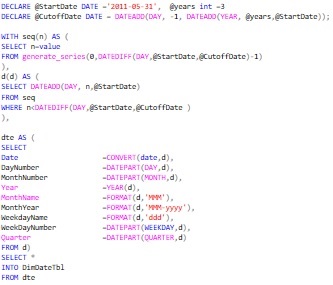 DECLARE @StartDate DATE ='2011-05-31', @years int =3
DECLARE @CutoffDate DATE = DATEADD(DAY, -1, DATEADD(YEAR, @years,@StartDate));
WITH seq(n) AS (
SELECT n=value
FROM generate_series(0,DATEDIFF(DAY,@StartDate,@CutoffDate)-1)
),
d(d) AS (
SELECT DATEADD(DAY, n,@StartDate)
FROM seq
WHERE n<DATEDIFF(DAY,@StartDate,@CutoffDate )
),
dte AS (
SELECT
Date =CONVERT(date,d),
DayNumber =DATEPART(DAY,d),
MonthNumber =DATEPART(MONTH,d),
Year =YEAR(d),
MonthName =FORMAT(d,'MMM'),
MonthYear =FORMAT(d,'MMM-yyyy'),
WeekdayName =FORMAT(d,'ddd'),
WeekDayNumber =DATEPART(WEEKDAY,d),
Quarter =DATEPART(QUARTER,d)
FROM d)
SELECT *
INTO DimDateTbl
FROM dte